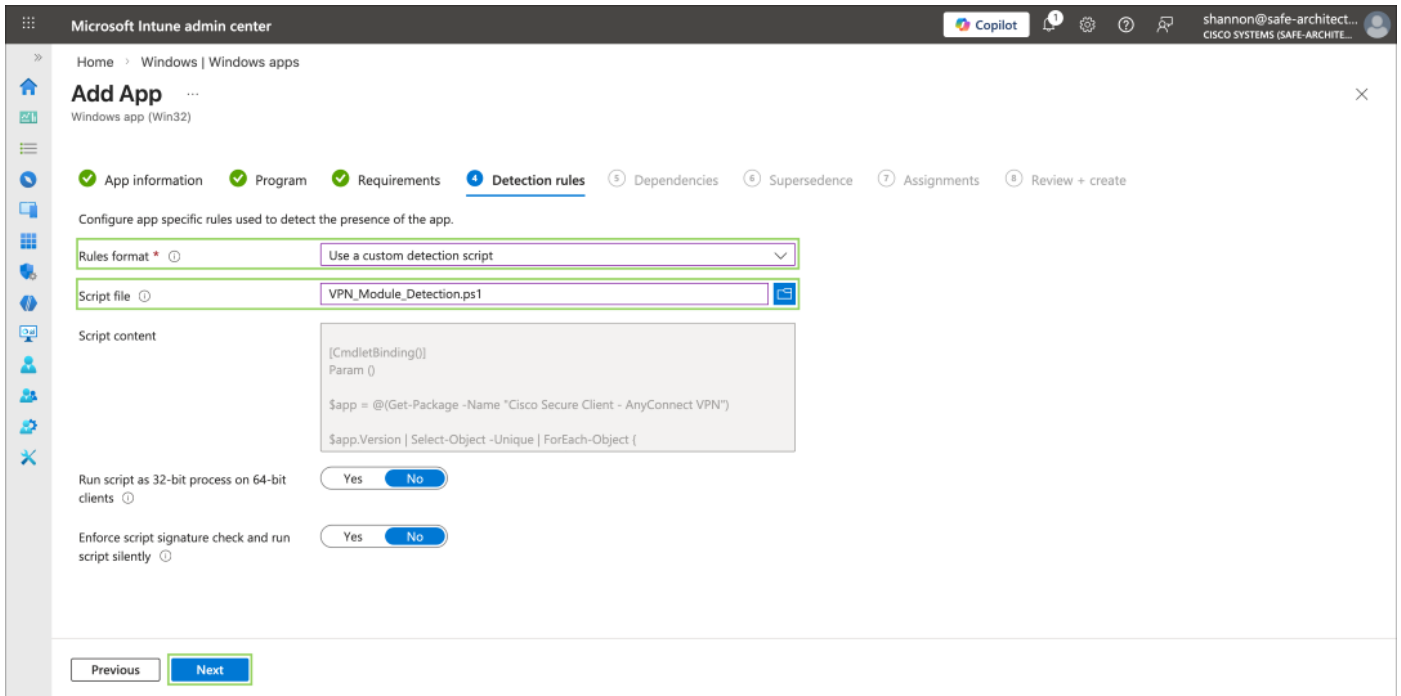 Microsoft Intune admin center
Copilot
1
shannon@safe-architect...
CISCO SYSTEMS (SAFE-ARCHITE...
Home > Windows | Windows apps
Add App ...
Windows app (Win32)
App information
Program
Requirements
4 Detection rules
5 Dependencies
6 Supersedence
7 Assignments
8 Review + create
Configure app specific rules used to detect the presence of the app.
Rules format * Use a custom detection script
Script file VPN_Module_Detection.ps1
Script content
[CmdletBinding()]
Param ()
$app = @(Get-Package -Name "Cisco Secure Client - AnyConnect VPN")
$app.Version | Select-Object -Unique | ForEach-Object {
Run script as 32-bit process on 64-bit
clients
Yes No
Enforce script signature check and run
script silently
Yes No
Previous Next